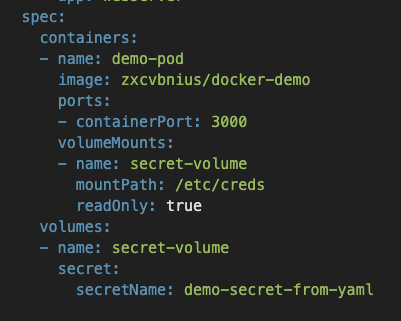 spec:
containers:
- name: demo-pod
image: zxcvbnius/docker-demo
ports:
- containerPort: 3000
volumeMounts:
- name: secret-volume
mountPath: /etc/creds
readOnly: true
volumes:
- name: secret-volume
secret:
secretName: demo-secret-from-yaml